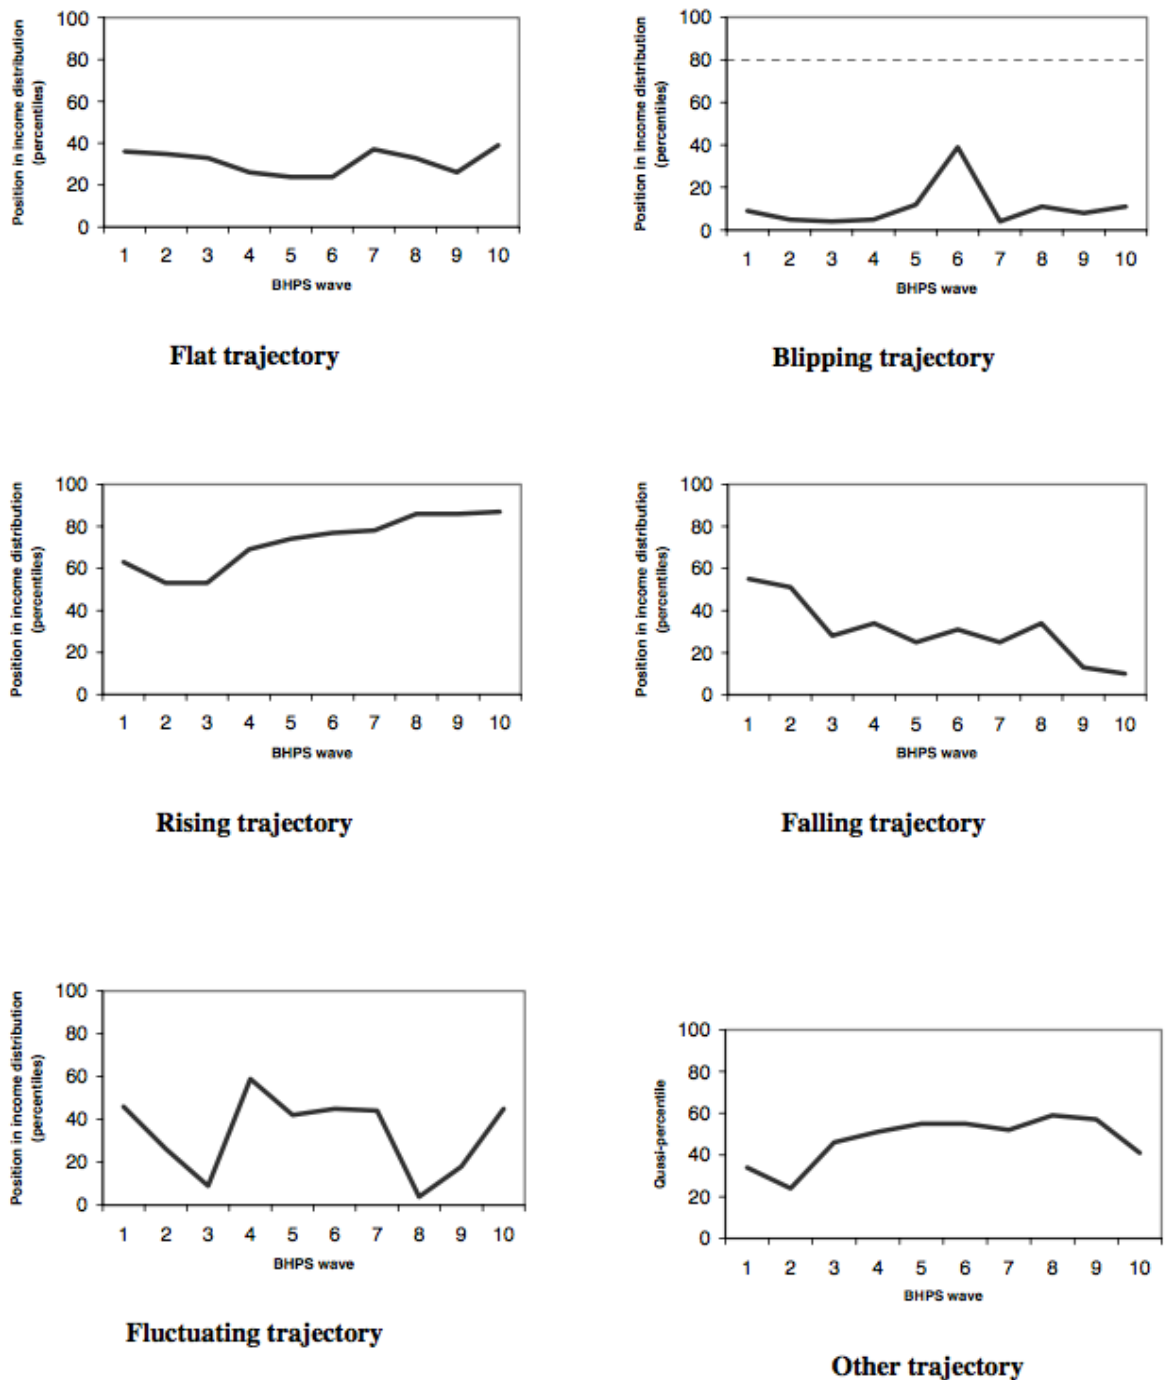 Position in income distribution
(percentiles)
100
80
60
40
20
0
1 2 3 4 5 6 7 8 9 10
BHPS wave
Flat trajectory
Position in income distribution
(percentiles)
100
80
60
40
20
0
1 2 3 4 5 6 7 8 9 10
BHPS wave
Blipping trajectory
Position in income distribution
(percentiles)
100
80
60
40
20
0
1 2 3 4 5 6 7 8 9 10
BHPS wave
Rising trajectory
Position in income distribution
(percentiles)
100
80
60
40
20
0
1 2 3 4 5 6 7 8 9 10
BHPS wave
Falling trajectory
Position in income distribution
(percentiles)
100
80
60
40
20
0
1 2 3 4 5 6 7 8 9 10
BHPS wave
Fluctuating trajectory
Quasi-percentile
100
80
60
40
20
0
1 2 3 4 5 6 7 8 9 10
BHPS wave
Other trajectory